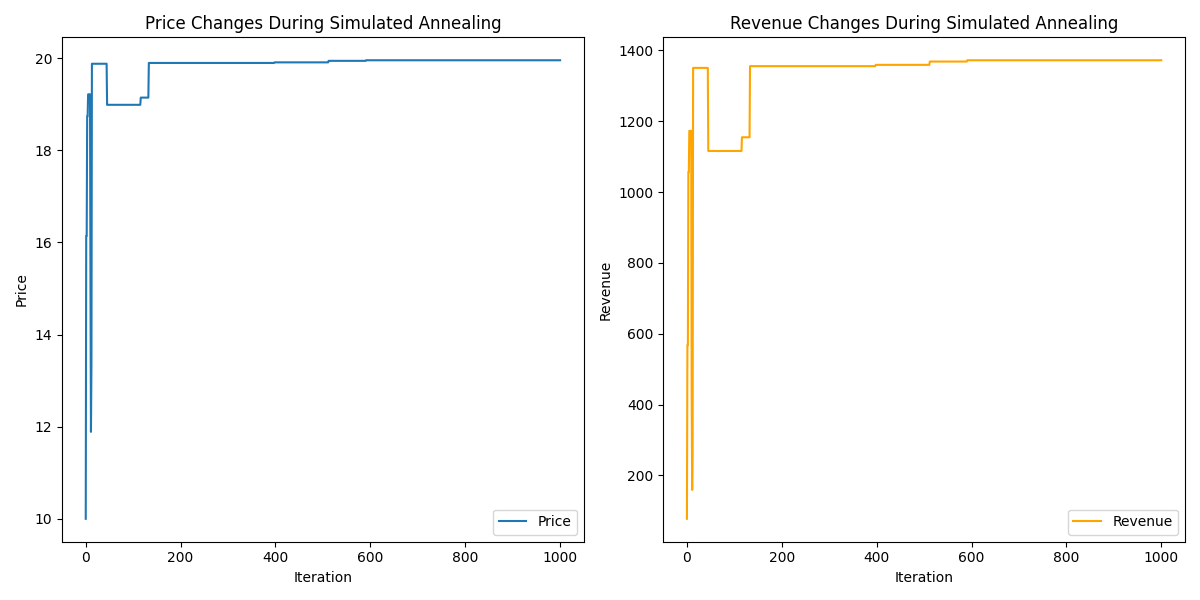 Price Changes During Simulated Annealing
20
18
16
14
12
10
Price
0 200 400 600 800 1000
Iteration
Price
Revenue Changes During Simulated Annealing
1400
1200
1000
800
600
400
200
Revenue
0 200 400 600 800 1000
Iteration
Revenue